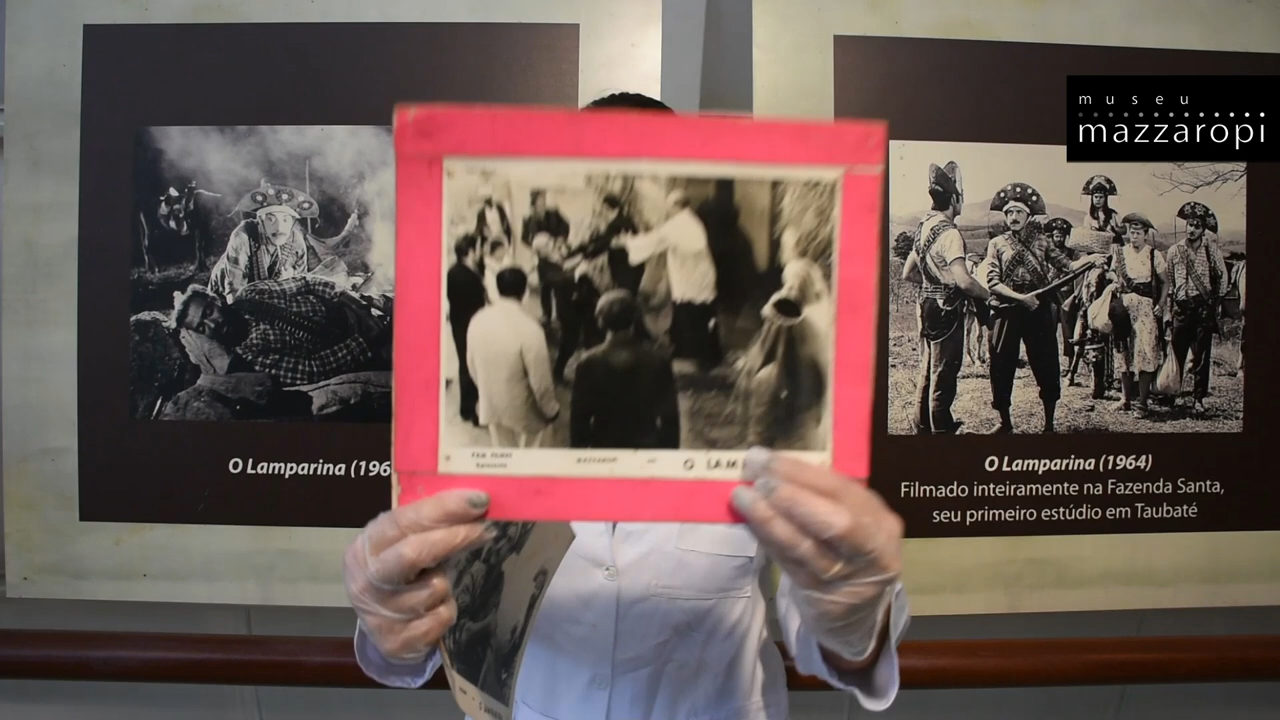 museu
mazzaropi
O Lamparina (196
O Lamparina (1964)
Filmado inteiramente na Fazenda Santa,
seu primeiro estúdio em Taubaté
MAZZAROPI
O LAM